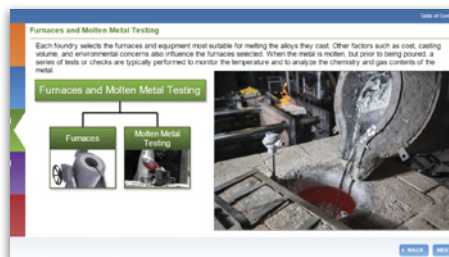 Table of Con
Furnaces and Molten Metal Testing
Each foundry selects the furnaces and equipment most suitable for melting the alloys they cast. Other factors such as cost, casting
volume, and environmental concerns also influence the furnaces selected. When the metal is molten, but prior to being poured, a
series of tests or checks are typically performed to monitor the temperature and to analyze the chemistry and gas contents of the
metal.
Furnaces and Molten Metal Testing
Furnaces
Molten Metal
Testing
BACK
NEX